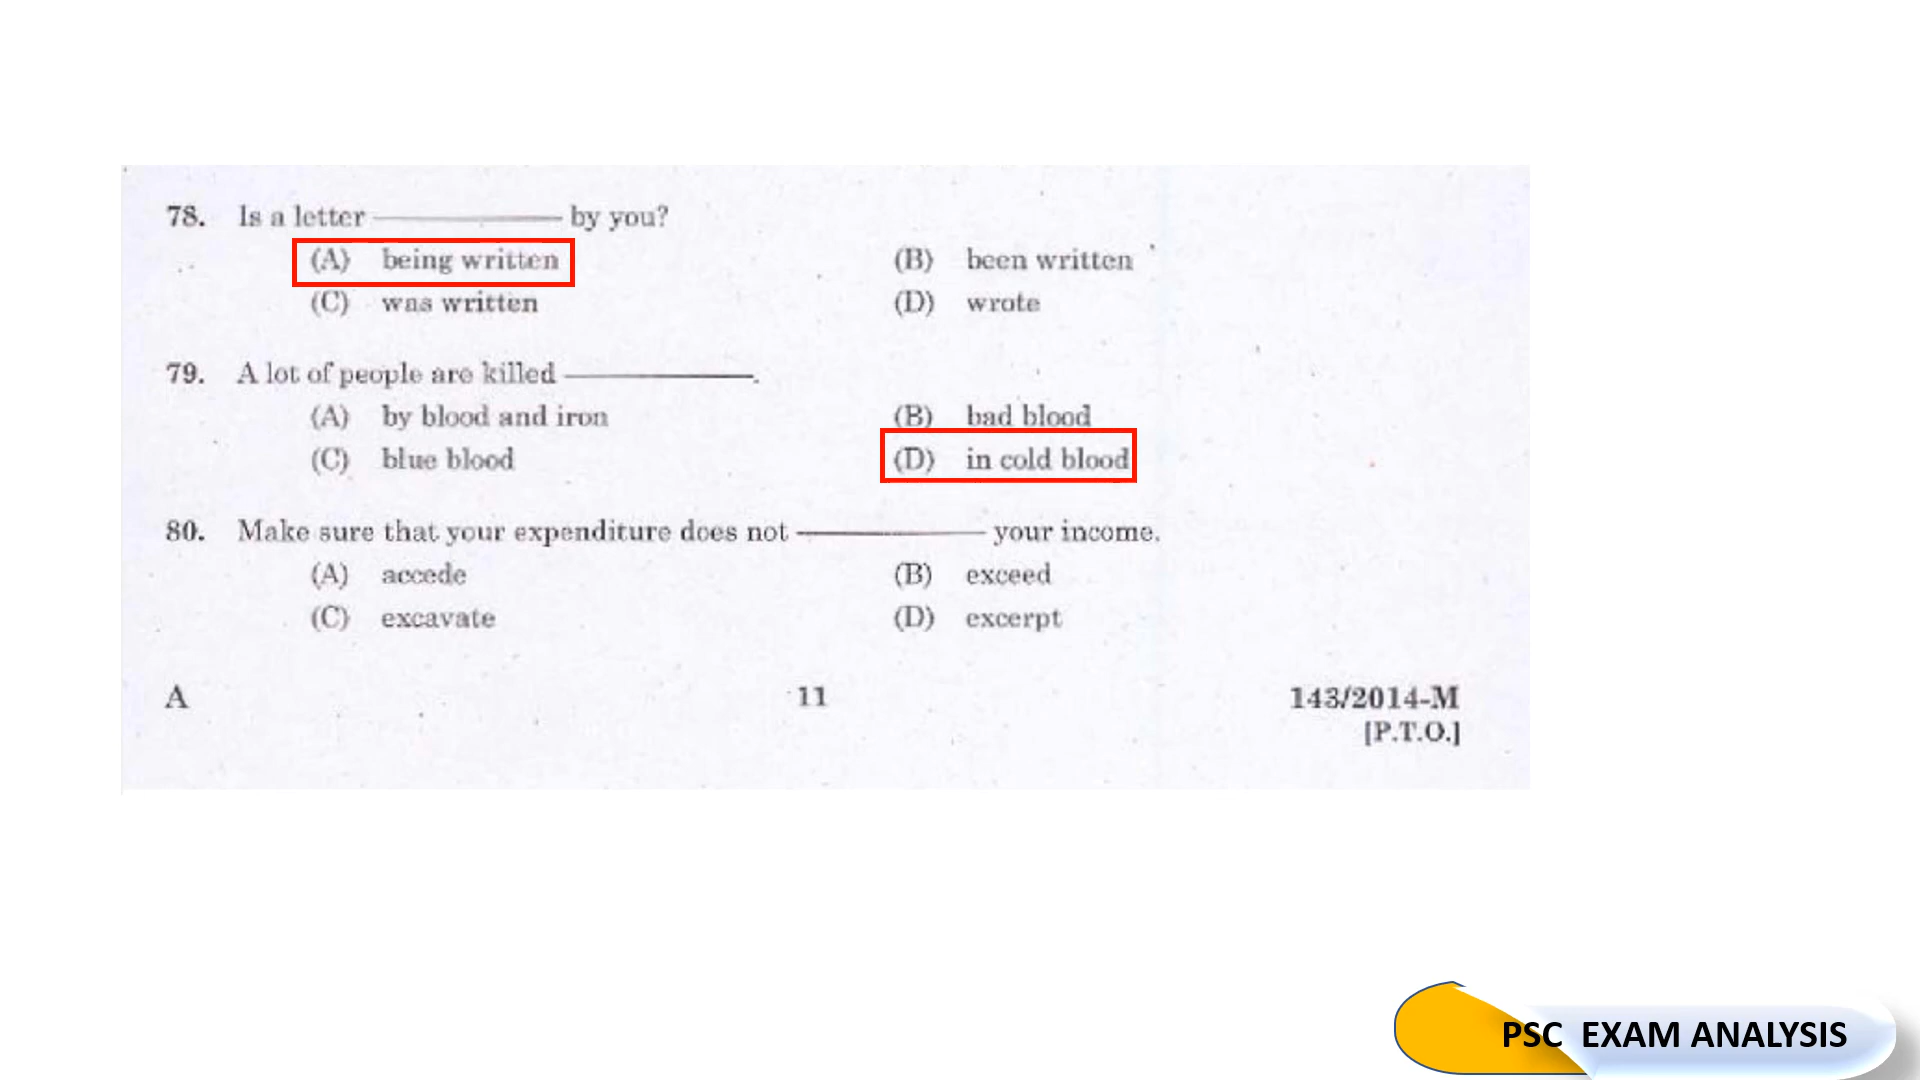 78. Is a letter ———— by you?
(A) being written (B) been written
(C) was written (D) wrote
79. A lot of people are killed ————.
(A) by blood and iron (B) bad blood
(C) blue blood (D) in cold blood
80. Make sure that your expenditure does not ———— your income.
(A) accede (B) exceed
(C) excavate (D) excerpt
A 11 143/2014-M
[P.T.O.]
PSC EXAM ANALYSIS